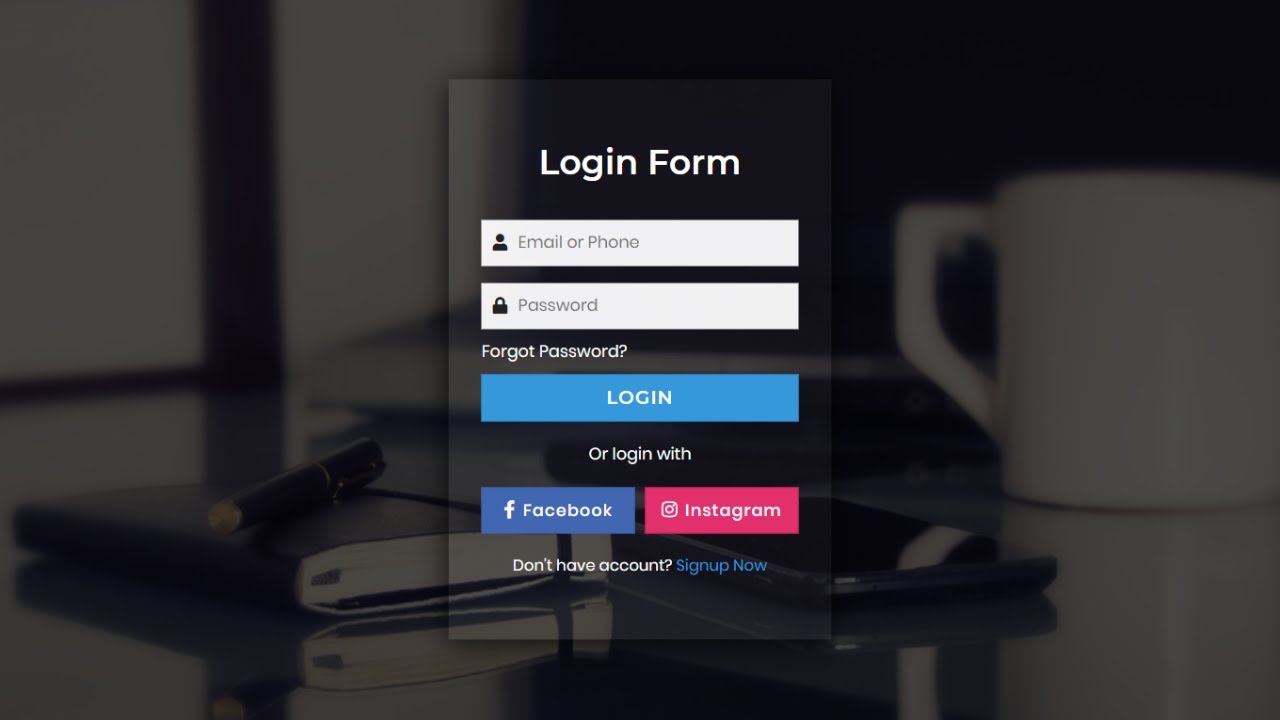 Login Form
Email or Phone
Password
Forgot Password?
LOGIN
Or login with
Facebook Instagram
Don't have account? Signup Now